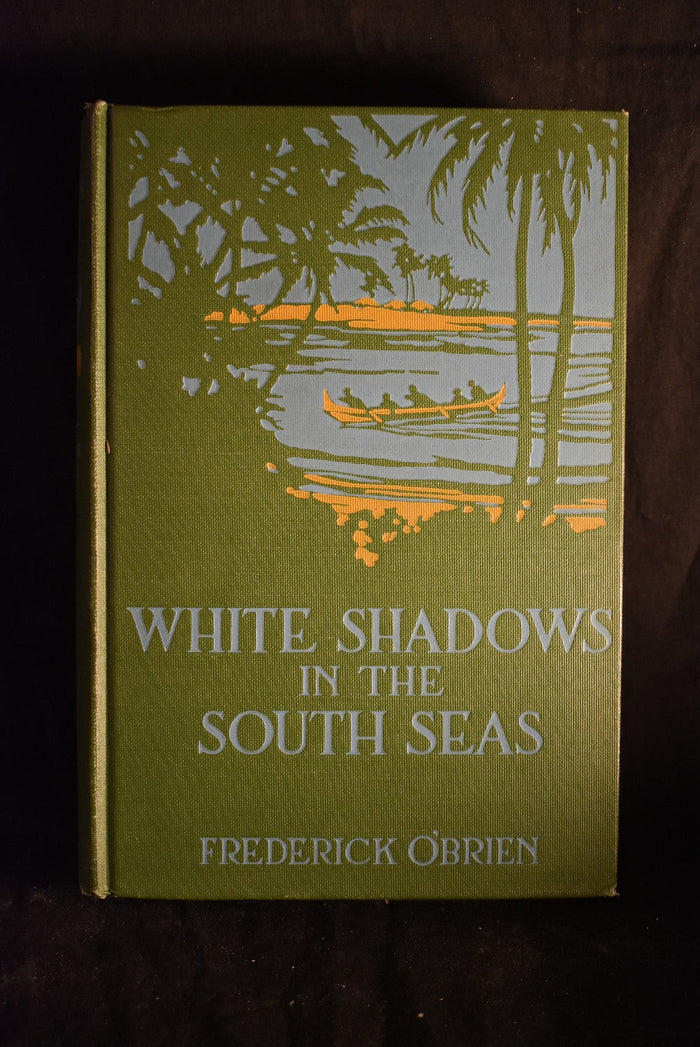 WHITE SHADOWS
IN THE
SOUTH SEAS
FREDERICK O'BRIEN